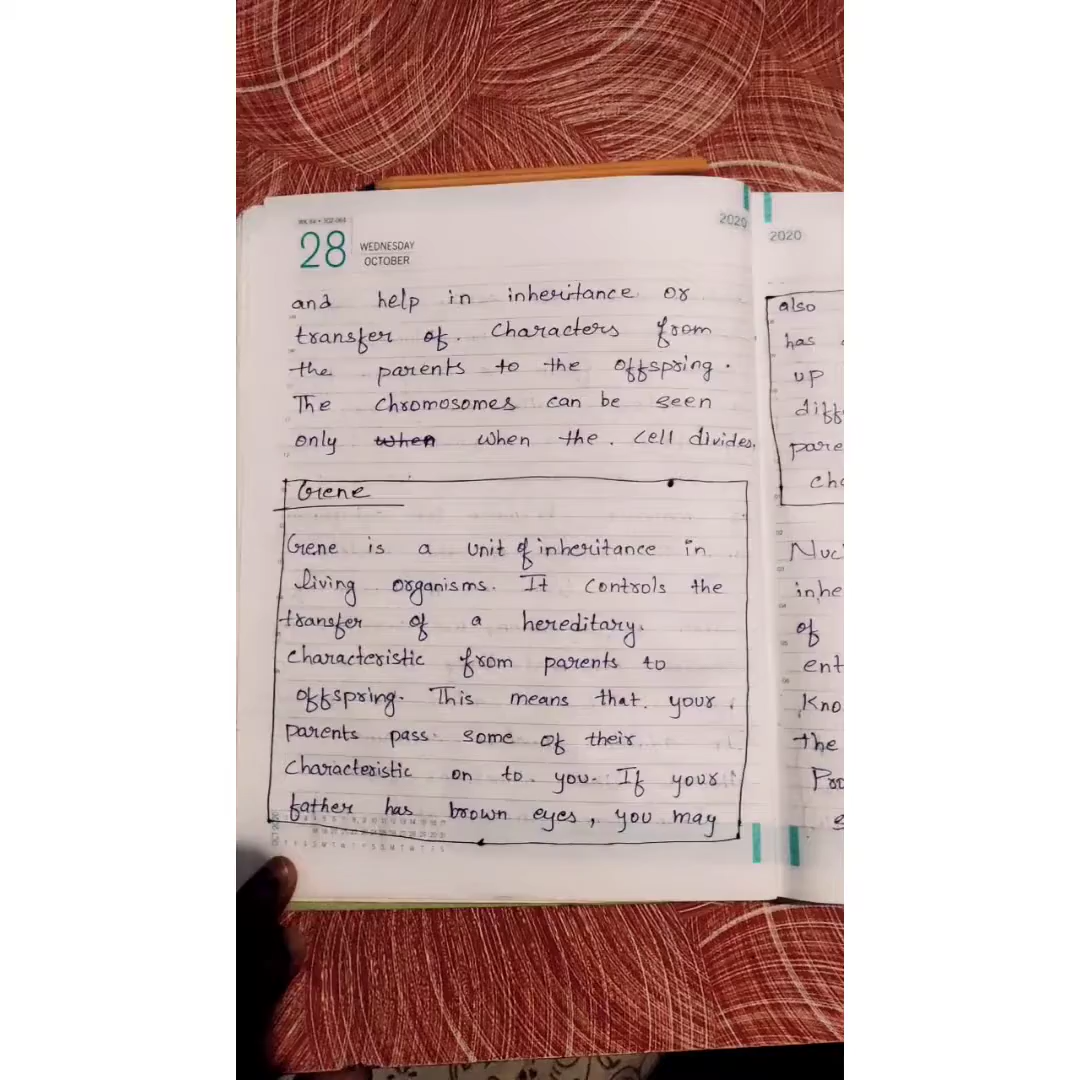 28
WEDNESDAY
OCTOBER
2020
and help in inheritance or
transfer of. characters from
the parents to the offspring.
The chromosomes can be seen
only when when the. cell divides.
Gene
Gene is a unit of inheritance in
living organisms. It controls the
transfer of a hereditary.
characteristic from parents to
offspring. This means that. your
parents pass some of their.
characteristic on to you. If your
father has brown eyes, you may
2020
also
has
up
diff
pare
cha
Nuc
inhe
of
ent
Kno
the
Pro